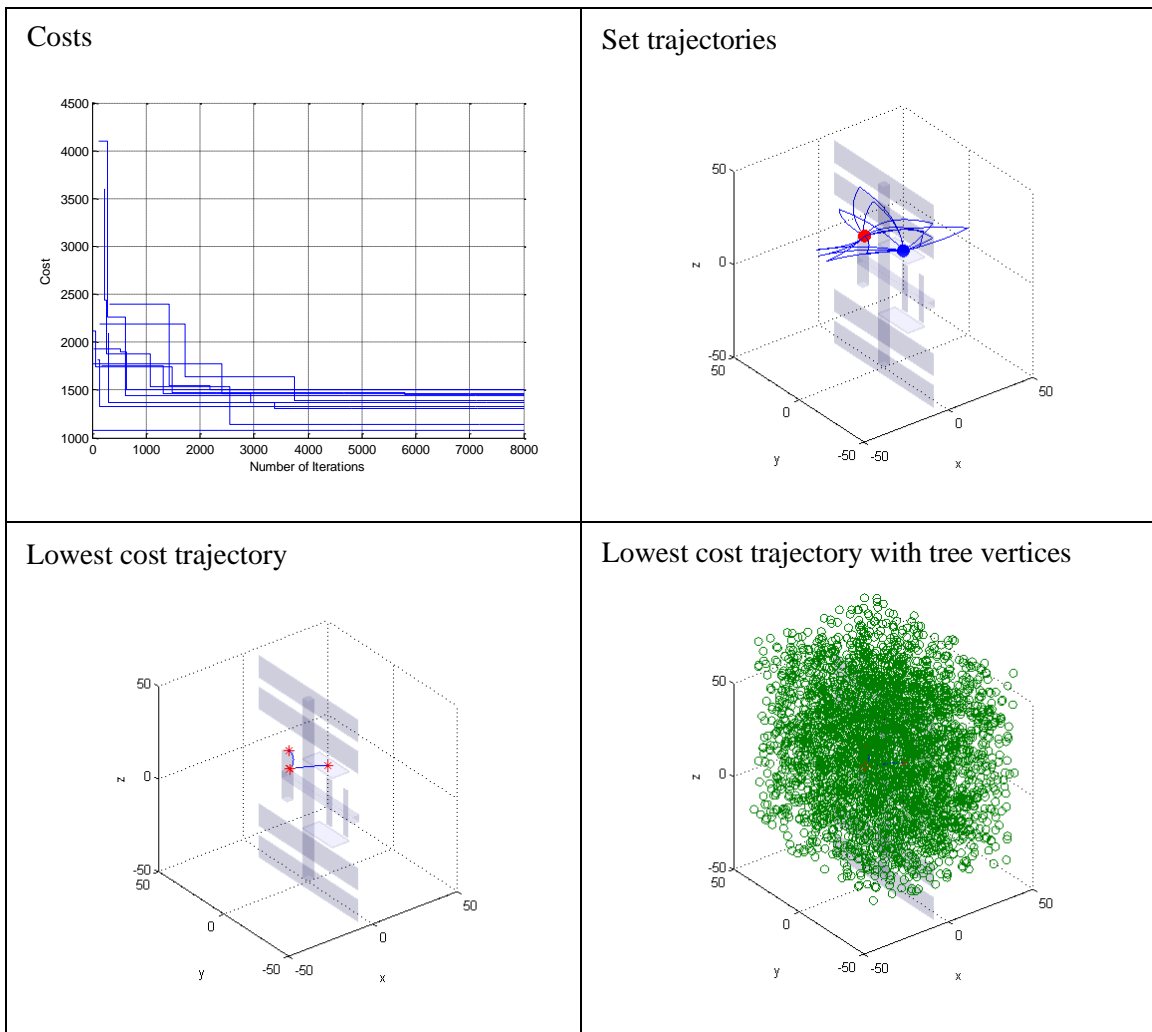 Costs
4500
4000
3500
3000
2500
2000
1500
1000
Cost
0 1000 2000 3000 4000 5000 6000 7000 8000
Number of Iterations
Set trajectories
50
0
-50
z
50
0
-50
y
-50
0
50
x
Lowest cost trajectory
50
0
-50
z
50
0
-50
y
-50
0
50
x
Lowest cost trajectory with tree vertices
50
0
-50
z
50
0
-50
y
-50
0
50
x